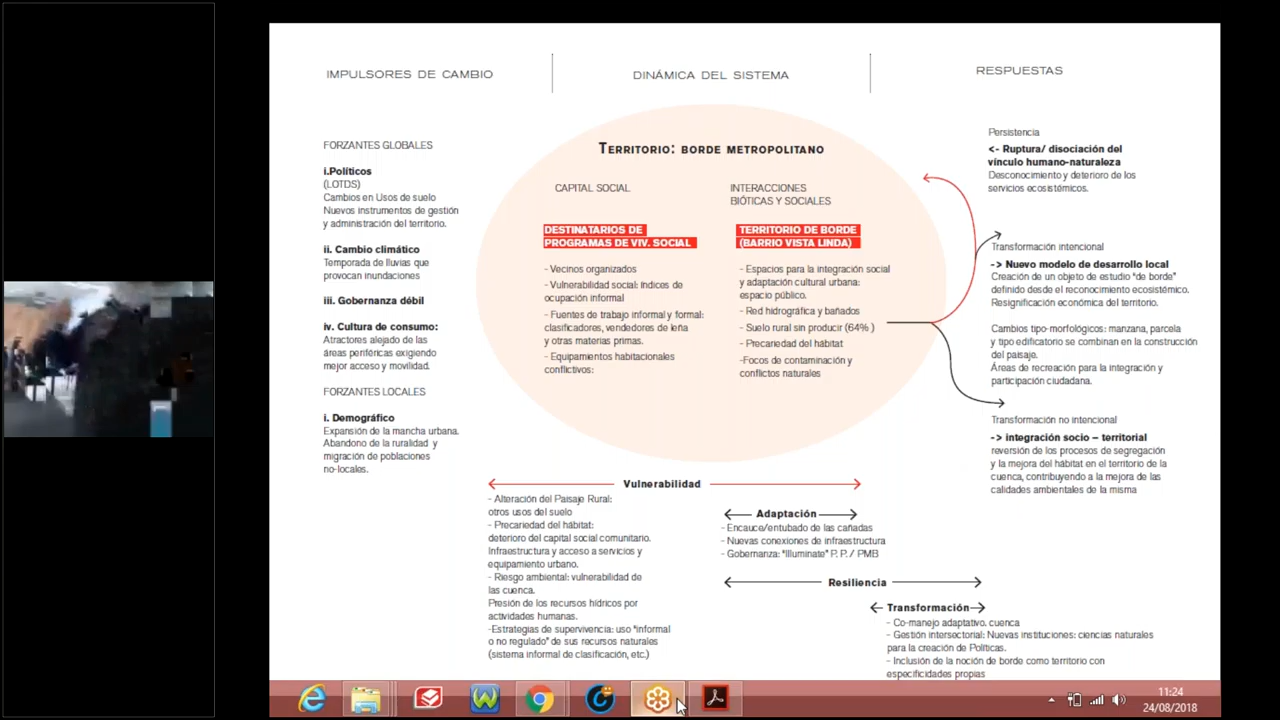 IMPULSORES DE CAMBIO
DINÁMICA DEL SISTEMA
RESPUESTAS
FORZANTES GLOBALES
i.Políticos
(LOTDS)
Cambios en Usos de suelo
Nuevos instrumentos de gestión
y administración del territorio.
ii. Cambio climático
Temporada de lluvias que
provocan inundaciones
iii. Gobernanza débil
iv. Cultura de consumo:
Atractores alejado de las
áreas periféricas exigiendo
mejor acceso y movilidad.
FORZANTES LOCALES
i. Demográfico
Expansión de la mancha urbana.
Abandono de la ruralidad y
migración de poblaciones
no-locales.
TERRITORIO: BORDE METROPOLITANO
CAPITAL SOCIAL
DESTINATARIOS DE
PROGRAMAS DE VIV. SOCIAL
- Vecinos organizados
- Vulnerabilidad social: índices de
ocupación informal
- Fuentes de trabajo informal y formal:
clasificadores, vendedores de leña
y otras materias primas.
- Equipamientos habitacionales
conflictivos:
INTERACCIONES
BIÓTICAS Y SOCIALES
TERRITORIO DE BORDE
(BARRIO VISTA LINDA)
- Espacios para la integración social
y adaptación cultural urbana:
espacio público.
- Red hidrográfica y bañados
- Suelo rural sin producir (64% )
- Precariedad del hábitat
-Focos de contaminación y
conflictos naturales
Persistencia
<- Ruptura/ disociación del
vínculo humano-naturaleza
Desconocimiento y deterioro de los
servicios ecosistémicos.
Transformación intencional
-> Nuevo modelo de desarrollo local
Creación de un objeto de estudio "de borde"
definido desde el reconocimiento ecosistémico.
Resignificación económica del territorio.
Cambios tipo-morfológicos: manzana, parcela
y tipo edificatorio se combinan en la construcción
del paisaje.
Áreas de recreación para la integración y
participación ciudadana.
Transformación no intencional
-> integración socio – territorial
reversión de los procesos de segregación
y la mejora del hábitat en el territorio de la
cuenca, contribuyendo a la mejora de las
calidades ambientales de la misma
Vulnerabilidad
- Alteración del Paisaje Rural:
otros usos del suelo
- Precariedad del hábitat:
deterioro del capital social comunitario.
Infraestructura y acceso a servicios y
equipamiento urbano.
- Riesgo ambiental: vulnerabilidad de
las cuenca.
Presión de los recursos hídricos por
actividades humanas.
-Estrategias de supervivencia: uso "informal
o no regulado" de sus recursos naturales
(sistema informal de clasificación, etc.)
Adaptación
- Encauce/entubado de las cañadas
- Nuevas conexiones de infraestructura
- Gobernanza: "Illuminate" P. P. / PMB
Resiliencia
Transformación
- Co-manejo adaptativo. cuenca
- Gestión intersectorial: Nuevas instituciones: ciencias naturales
para la creación de Políticas.
- Inclusión de la noción de borde como territorio con
especificidades propias
11:24
24/08/2018